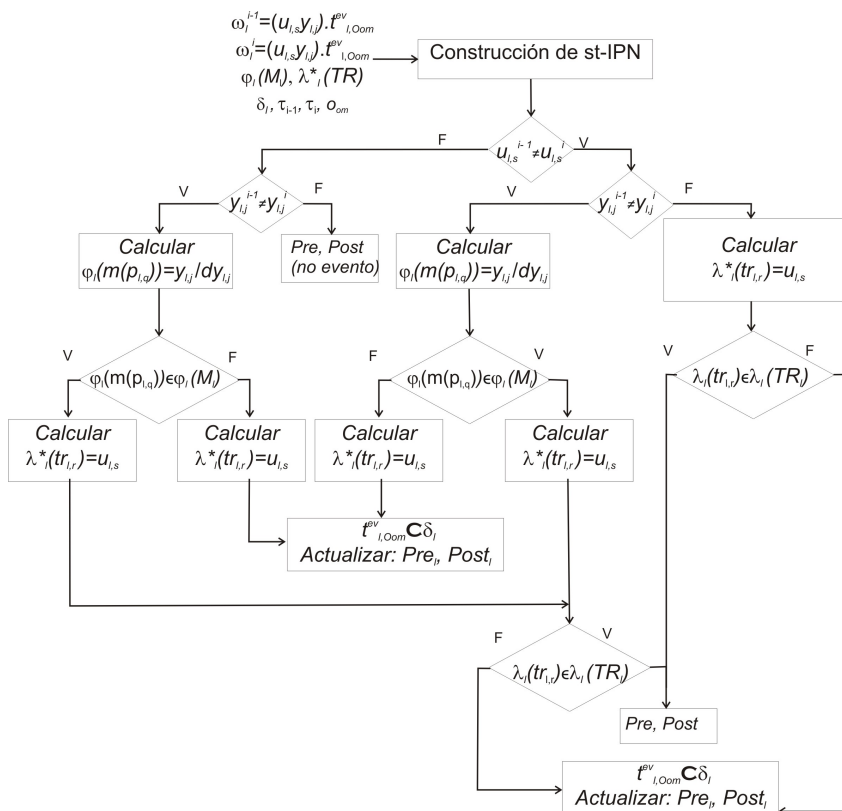 ω_l^{i-1}=(u_{l,s}y_{l,j}).t^{ev}_{l,Oom}
ω_l^i=(u_{l,s}y_{l,j}).t^{ev}_{l,Oom}
φ_l(M_l), λ*_l(TR)
δ_l, τ_{i-1}, τ_i, o_{om}
Construcción de st-IPN
u_{l,s}^{i-1}≠u_{l,s}^i
F
V
y_{l,j}^{i-1}≠y_{l,j}^i
V
F
y_{l,j}^{i-1}≠y_{l,j}^i
V
F
Calcular
φ_l(m(p_{l,q}))=y_{l,j}/dy_{l,j}
Pre, Post
(no evento)
Calcular
φ_l(m(p_{l,q}))=y_{l,j}/dy_{l,j}
Calcular
λ*_l(tr_{l,r})=u_{l,s}
V
φ_l(m(p_{l,q}))ϵφ_l(M_l)
F
F
φ_l(m(p_{l,q}))ϵφ_l(M_l)
V
V
λ_l(tr_{l,r})ϵλ_l(TR_l)
F
Calcular
λ*_l(tr_{l,r})=u_{l,s}
Calcular
λ*_l(tr_{l,r})=u_{l,s}
Calcular
λ*_l(tr_{l,r})=u_{l,s}
Calcular
λ*_l(tr_{l,r})=u_{l,s}
t^{ev}_{l,Oom}Cδ_l
Actualizar: Pre_l, Post_l
F
V
λ_l(tr_{l,r})ϵλ_l(TR_l)
Pre, Post
t^{ev}_{l,Oom}Cδ_l
Actualizar: Pre_l, Post_l